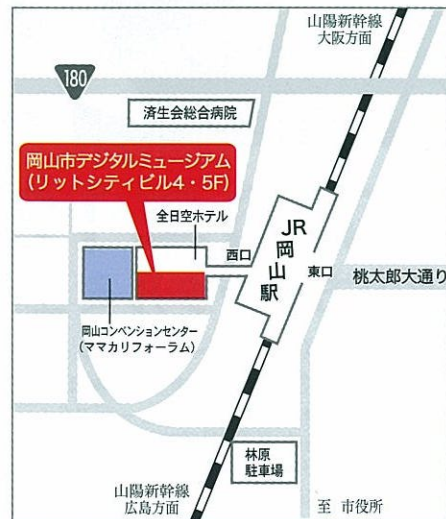 山陽新幹線
大阪方面
180
済生会総合病院
岡山市デジタルミュージアム
(リットシティビル4・5F)
全日空ホテル
西口
JR
岡山駅
東口
桃太郎大通り
岡山コンベンションセンター
(ママカリフォーラム)
林原
駐車場
山陽新幹線
広島方面
至 市役所